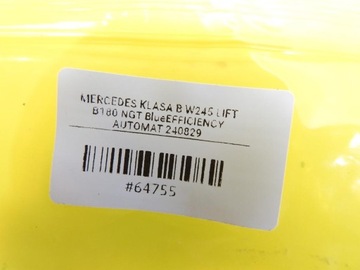 MERCEDES KLASA B W245 LIFT
B180 NGT BlueEFFICIENCY
AUTOMAT 240829
#64755